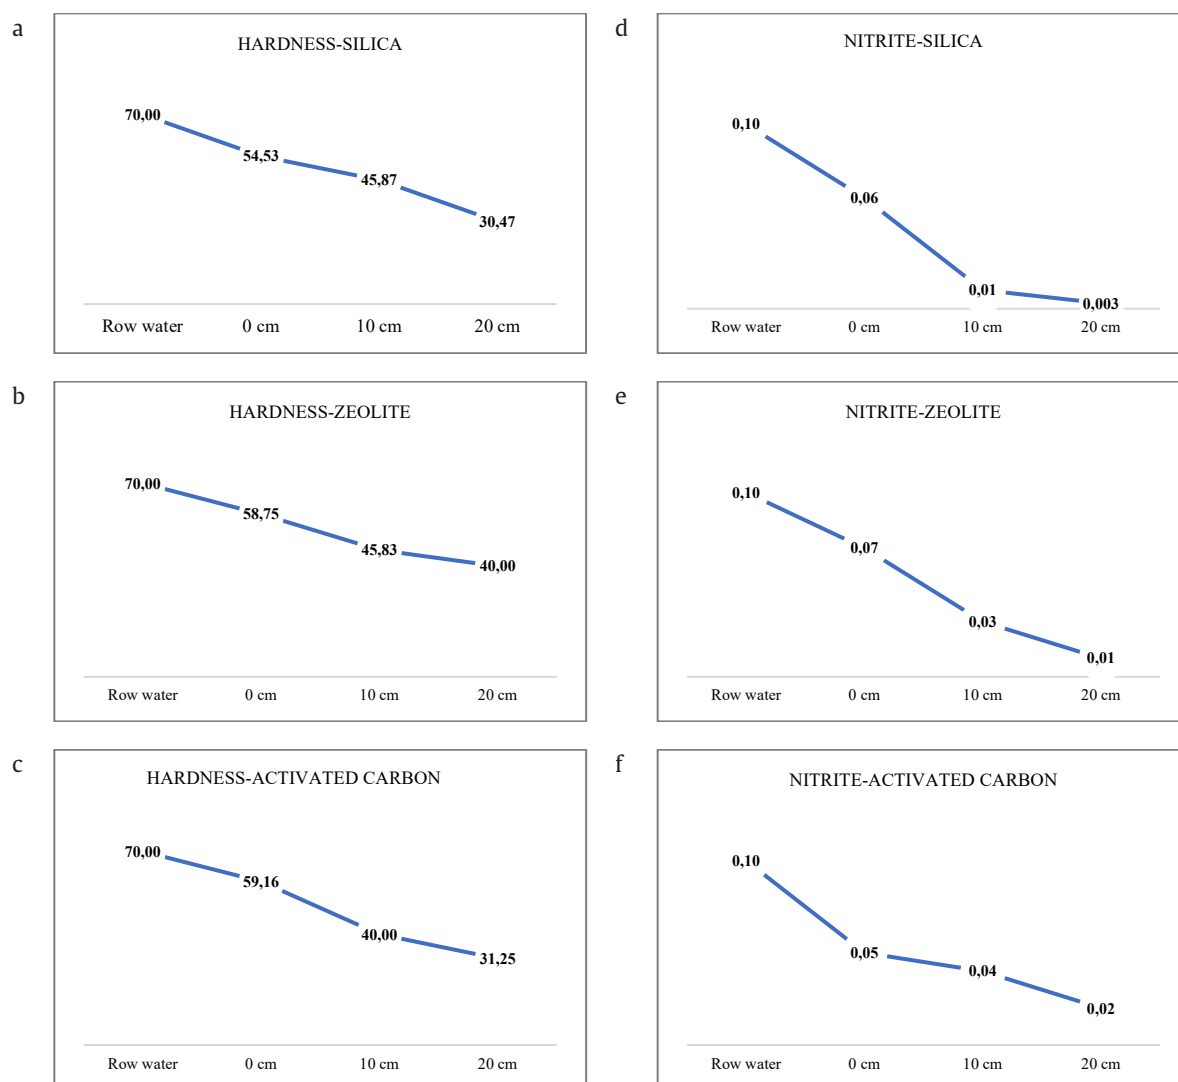 a
HARDNESS-SILICA
70,00
54,53
45,87
30,47
Row water 0 cm 10 cm 20 cm
b
HARDNESS-ZEOLITE
70,00
58,75
45,83
40,00
Row water 0 cm 10 cm 20 cm
c
HARDNESS-ACTIVATED CARBON
70,00
59,16
40,00
31,25
Row water 0 cm 10 cm 20 cm
d
NITRITE-SILICA
0,10
0,06
0,01
0,003
Row water 0 cm 10 cm 20 cm
e
NITRITE-ZEOLITE
0,10
0,07
0,03
0,01
Row water 0 cm 10 cm 20 cm
f
NITRITE-ACTIVATED CARBON
0,10
0,05
0,04
0,02
Row water 0 cm 10 cm 20 cm